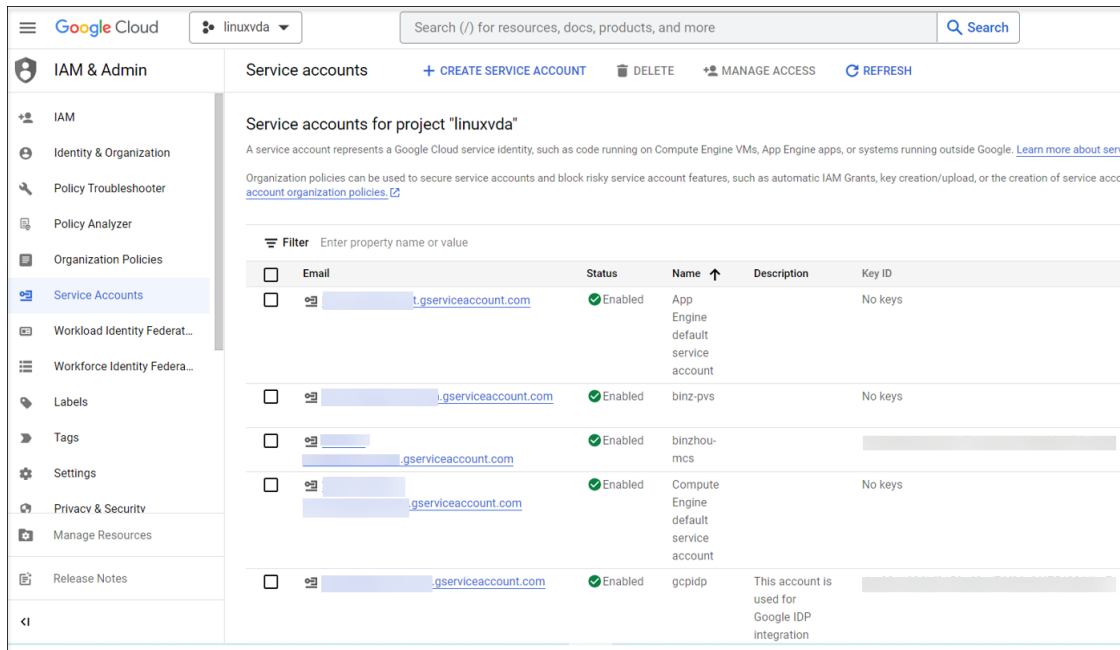 Google Cloud
linuxvda
Search (/) for resources, docs, products, and more
Search
IAM & Admin
Service accounts
+ CREATE SERVICE ACCOUNT
DELETE
MANAGE ACCESS
REFRESH
IAM
Identity & Organization
Policy Troubleshooter
Policy Analyzer
Organization Policies
Service Accounts
Workload Identity Federat...
Workforce Identity Federa...
Labels
Tags
Settings
Privacy & Security
Manage Resources
Release Notes
Service accounts for project "linuxvda"
A service account represents a Google Cloud service identity, such as code running on Compute Engine VMs, App Engine apps, or systems running outside Google. Learn more about
Organization policies can be used to secure service accounts and block risky service account features, such as automatic IAM Grants, key creation/upload, or the creation of service
account organization policies.
Filter Enter property name or value
Email Status Name Description Key ID
t.gserviceaccount.com Enabled App No keys
Engine
default
service
account
.gserviceaccount.com Enabled binz-pvs No keys
Enabled binzhou-
.gserviceaccount.com mcs
Enabled Compute No keys
.gserviceaccount.com Engine
default
service
account
.gserviceaccount.com Enabled gcpidp This account is
used for
Google IDP
integration